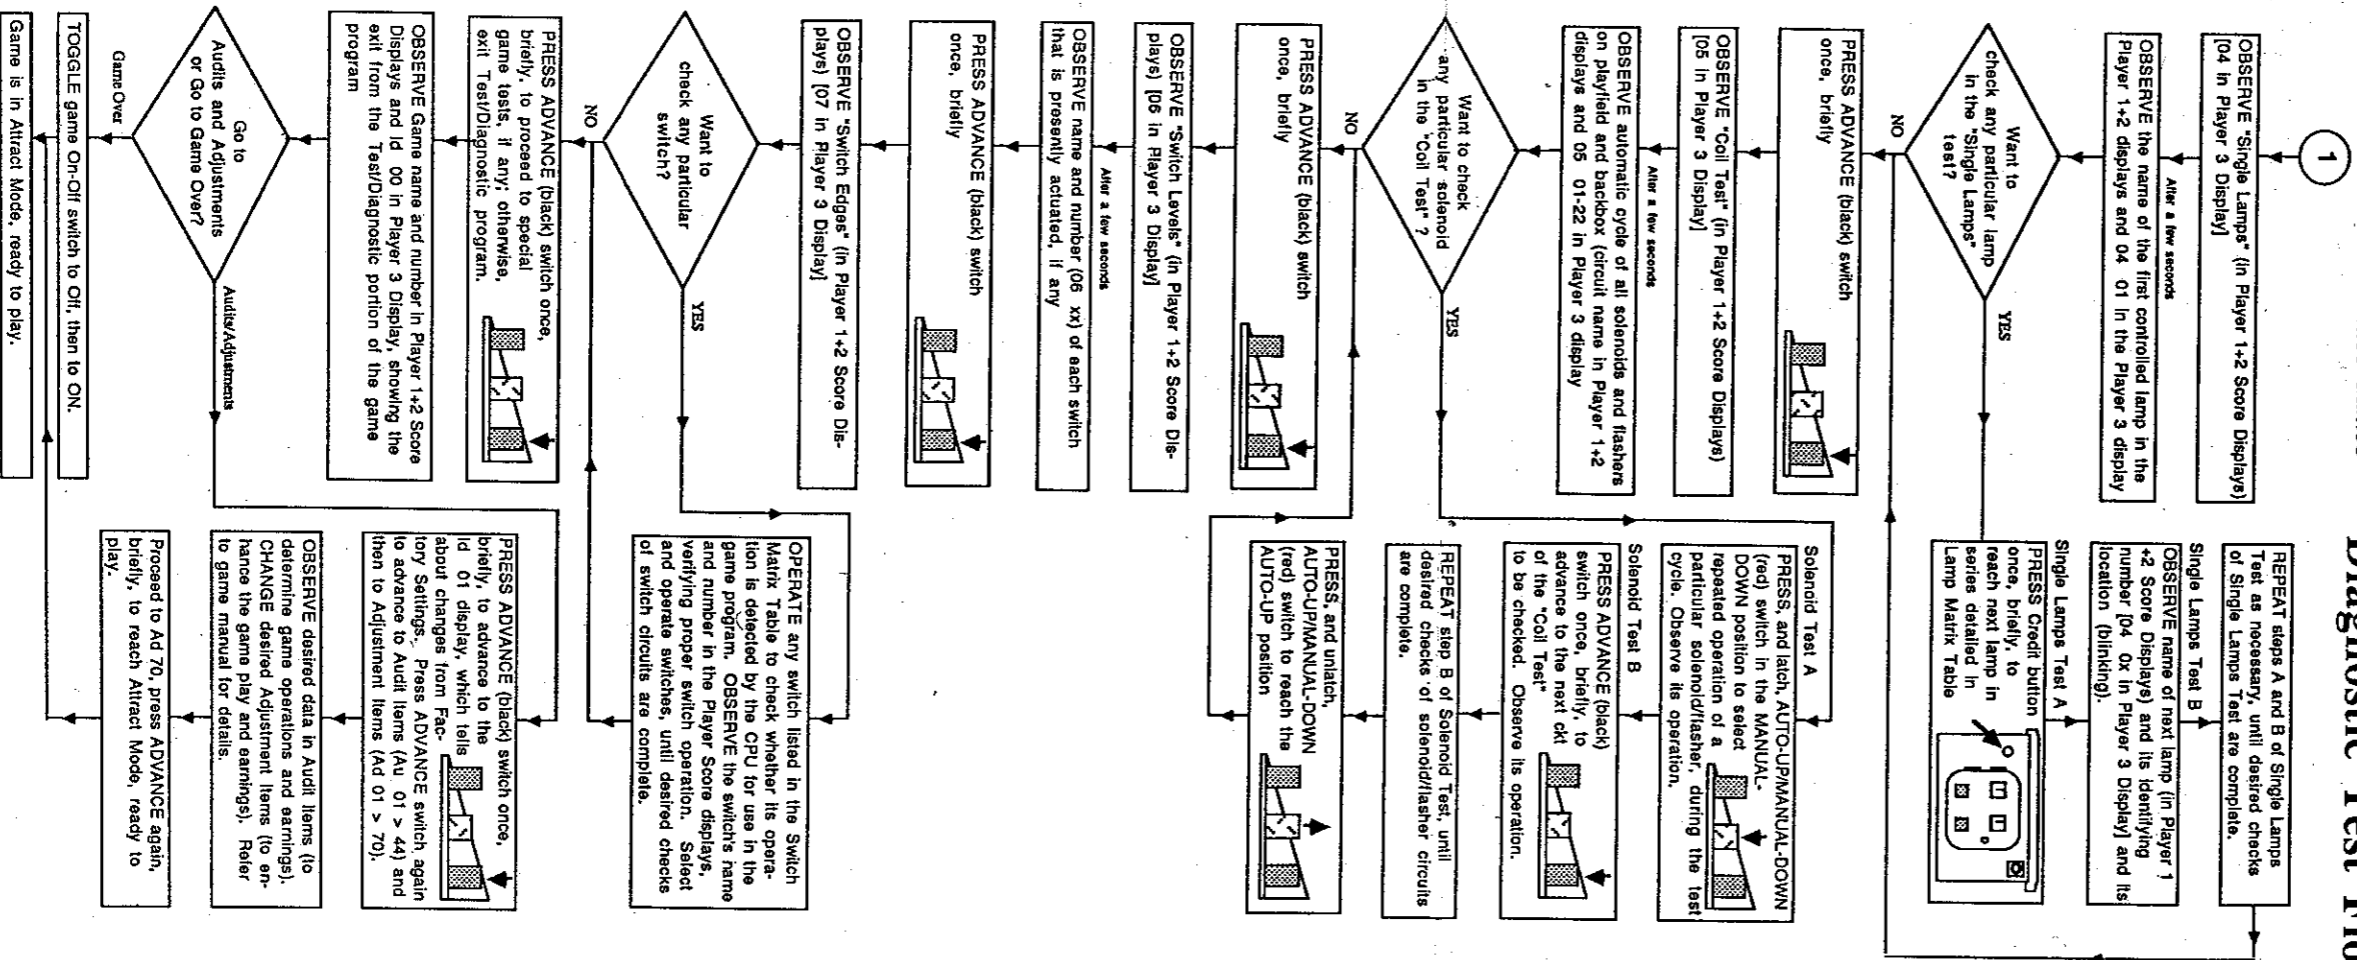 Diagnostic Test Flo
1
OBSERVE "Single Lamps" (in Player 1+2 Score Displays)
[04 in Player 3 Display]
After a few seconds
OBSERVE the name of the first controlled lamp in the
Player 1+2 displays and 04 01 in the Player 3 display
Want to
check any particular lamp
in the "Single Lamps"
test?
YES
NO
REPEAT steps A and B of Single Lamps
Test as necessary, until desired checks
of Single Lamps Test are complete.
Single Lamps Test B
OBSERVE name of next lamp (in Player 1
+2 Score Displays) and its identifying
number [04 0x in Player 3 Display] and its
location (blinking).
Single Lamps Test A
PRESS Credit button
once, briefly, to
reach next lamp in
series detailed in
Lamp Matrix Table
PRESS ADVANCE (black) switch
once, briefly
OBSERVE "Coil Test" (in Player 1+2 Score Displays)
[05 in Player 3 Display]
After a few seconds
OBSERVE automatic cycle of all solenoids and flashers
on playfield and backbox (circuit name in Player 1+2
displays and 05 01-22 in Player 3 display
Want to check
any particular solenoid
in the "Coil Test" ?
YES
NO
Solenoid Test A
PRESS, and latch, AUTO-UP/MANUAL-DOWN
(red) switch in the MANUAL-
DOWN position to select
repeated operation of a
particular solenoid/flasher, during the test
cycle. Observe its operation.
Solenoid Test B
PRESS ADVANCE (black)
switch once, briefly, to
advance to the next ckt
of the "Coil Test"
to be checked. Observe its operation.
REPEAT step B of Solenoid Test, until
desired checks of solenoid/flasher circuits
are complete.
PRESS, and unlatch,
AUTO-UP/MANUAL-DOWN
(red) switch to reach the
AUTO-UP position
PRESS ADVANCE (black) switch
once, briefly
OBSERVE "Switch Levels" (in Player 1+2 Score Dis-
plays) [06 in Player 3 Display]
After a few seconds
OBSERVE name and number (06 xx) of each switch
that is presently actuated, if any
PRESS ADVANCE (black) switch
once, briefly
OBSERVE "Switch Edges" (in Player 1+2 Score Dis-
plays) [07 in Player 3 Display]
Want to
check any particular
switch?
YES
NO
OPERATE any switch listed in the Switch
Matrix Table to check whether its opera-
tion is detected by the CPU for use in the
game program. OBSERVE the switch's name
and number in the Player Score displays,
verifying proper switch operation. Select
and operate switches, until desired checks
of switch circuits are complete.
PRESS ADVANCE (black) switch once,
briefly. to proceed to special
game tests, if any; otherwise,
exit Test/Diagnostic program.
OBSERVE Game name and number in Player 1+2 Score
Displays and Id 00 in Player 3 Display, showing the
exit from the Test/Diagnostic portion of the game
program
Go to
Audits and Adjustments
or Go to Game Over?
Audits/Adjustments
Game Over
PRESS ADVANCE (black) switch once,
briefly, to advance to the
Id 01 display, which tells
about changes from Fac-
tory Settings. Press ADVANCE switch again
to advance to Audit Items (Au 01 > 44) and
then to Adjustment Items (Ad 01 > 70).
OBSERVE desired data in Audit Items (to
determine game operations and earnings).
CHANGE desired Adjustment Items (to en-
hance the game play and earnings). Refer
to game manual for details.
Proceed to Ad 70, press ADVANCE again,
briefly, to reach Attract Mode, ready to
play.
TOGGLE game On-Off switch to Off, then to ON.
Game is in Attract Mode, ready to play.